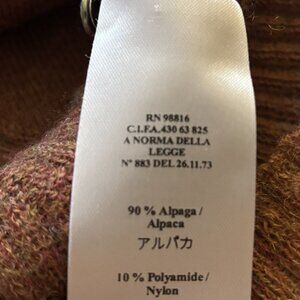 RN 98816
C.I.F.A.430 63 825
A NORMA DELLA
LEGGE
N° 883 DEL 26.11.73
90 % Alpaga /
Alpaca
アルパカ
10 % Polyamide /
Nylon